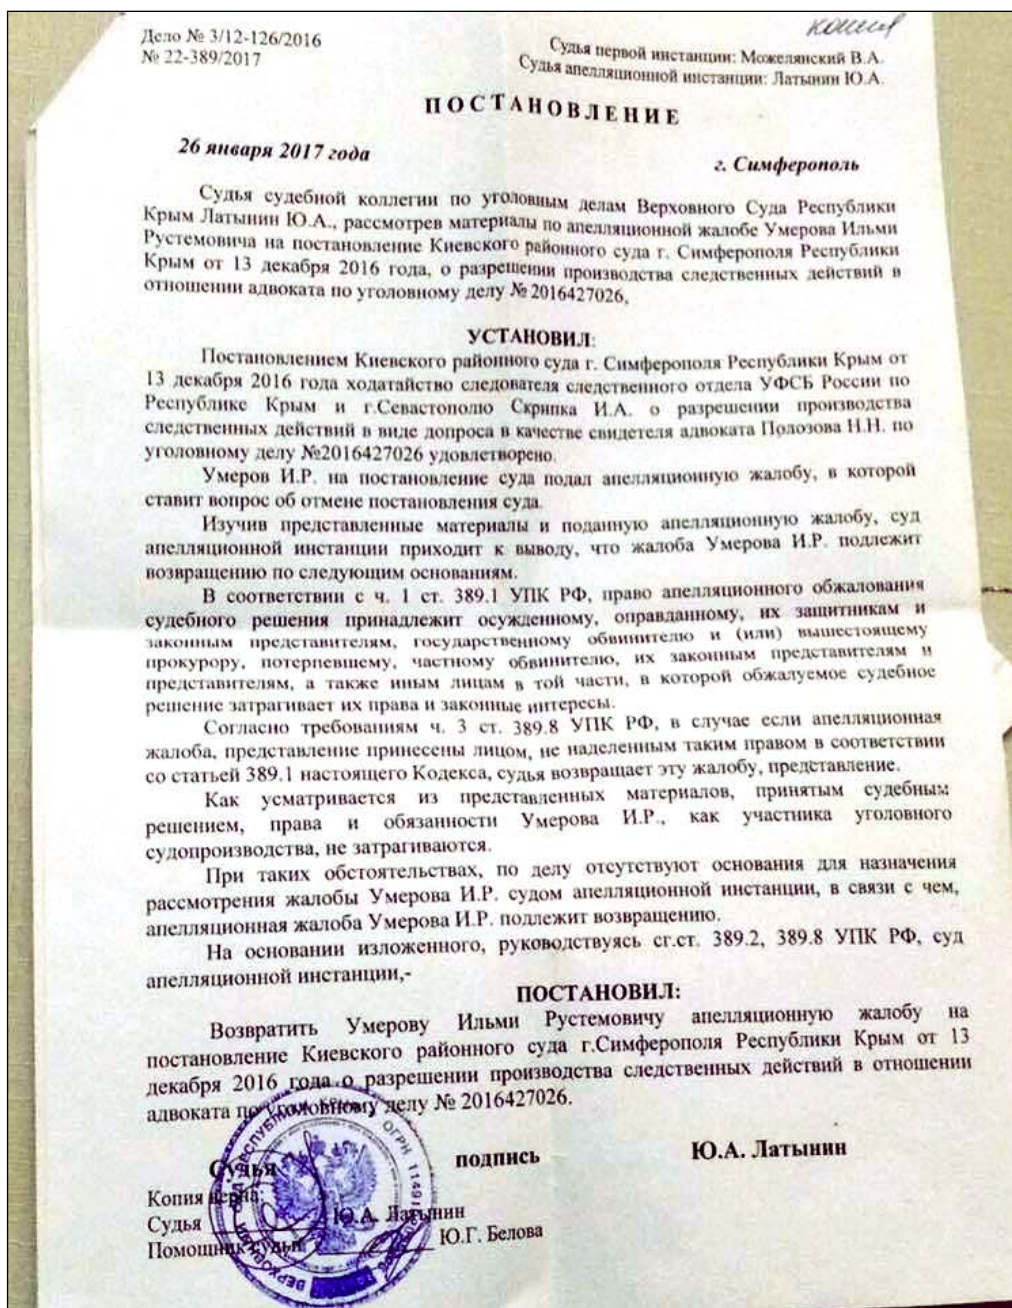 копия
Дело № 3/12-126/2016
№ 22-389/2017
Судья первой инстанции: Можелянский В.А.
Судья апелляционной инстанции: Латынин Ю.А.
ПОСТАНОВЛЕНИЕ
26 января 2017 года
г. Симферополь
Судья судебной коллегии по уголовным делам Верховного Суда Республики
Крым Латынин Ю.А., рассмотрев материалы по апелляционной жалобе Умерова Ильми
Рустемовича на постановление Киевского районного суда г. Симферополя Республики
Крым от 13 декабря 2016 года, о разрешении производства следственных действий в
отношении адвоката по уголовному делу № 2016427026,
УСТАНОВИЛ:
Постановлением Киевского районного суда г. Симферополя Республики Крым от
13 декабря 2016 года ходатайство следователя следственного отдела УФСБ России по
Республике Крым и г.Севастополю Скрипка И.А. о разрешении производства
следственных действий в виде допроса в качестве свидетеля адвоката Полозова Н.Н. по
уголовному делу №2016427026 удовлетворено.
Умеров И.Р. на постановление суда подал апелляционную жалобу, в которой
ставит вопрос об отмене постановления суда.
Изучив представленные материалы и поданную апелляционную жалобу, суд
апелляционной инстанции приходит к выводу, что жалоба Умерова И.Р. подлежит
возвращению по следующим основаниям.
В соответствии с ч. 1 ст. 389.1 УПК РФ, право апелляционного обжалования
судебного решения принадлежит осужденному, оправданному, их защитникам и
законным представителям, государственному обвинителю и (или) вышестоящему
прокурору, потерпевшему, частному обвинителю, их законным представителям и
представителям, а также иным лицам в той части, в которой обжалуемое судебное
решение затрагивает их права и законные интересы.
Согласно требованиям ч. 3 ст. 389.8 УПК РФ, в случае если апелляционная
жалоба, представление принесены лицом, не наделенным таким правом в соответствии
со статьей 389.1 настоящего Кодекса, судья возвращает эту жалобу, представление.
Как усматривается из представленных материалов, принятым судебным
решением, права и обязанности Умерова И.Р., как участника уголовного
судопроизводства, не затрагиваются.
При таких обстоятельствах, по делу отсутствуют основания для назначения
рассмотрения жалобы Умерова И.Р. судом апелляционной инстанции, в связи с чем,
апелляционная жалоба Умерова И.Р. подлежит возвращению.
На основании изложенного, руководствуясь ст.ст. 389.2, 389.8 УПК РФ, суд
апелляционной инстанции,-
ПОСТАНОВИЛ:
Возвратить Умерову Ильми Рустемовичу апелляционную жалобу на
постановление Киевского районного суда г.Симферополя Республики Крым от 13
декабря 2016 года о разрешении производства следственных действий в отношении
адвоката по уголовному делу № 2016427026.
Судья подпись Ю.А. Латынин
Копия верна:
Судья Ю.А. Латынин
Помощник судьи Ю.Г. Белова